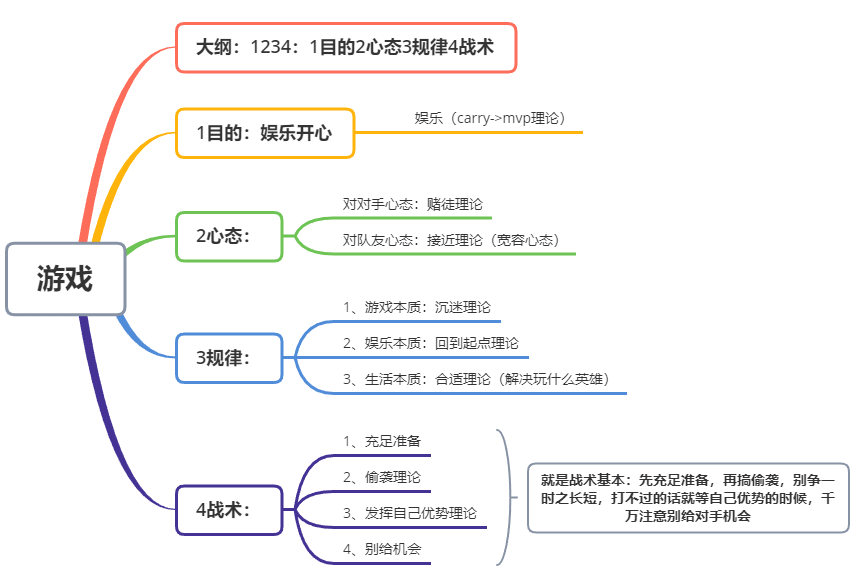 大纲：1234：1目的2心态3规律4战术
1目的：娱乐开心
娱乐（carry->mvp理论）
2心态：
对对手心态：赌徒理论
对队友心态：接近理论（宽容心态）
游戏
3规律：
1、游戏本质：沉迷理论
2、娱乐本质：回到起点理论
3、生活本质：合适理论（解决玩什么英雄）
4战术：
1、充足准备
2、偷袭理论
3、发挥自己优势理论
4、别给机会
就是战术基本：先充足准备，再搞偷袭，别争一
时之长短，打不过的话就等自己优势的时候，千
万注意别给对手机会